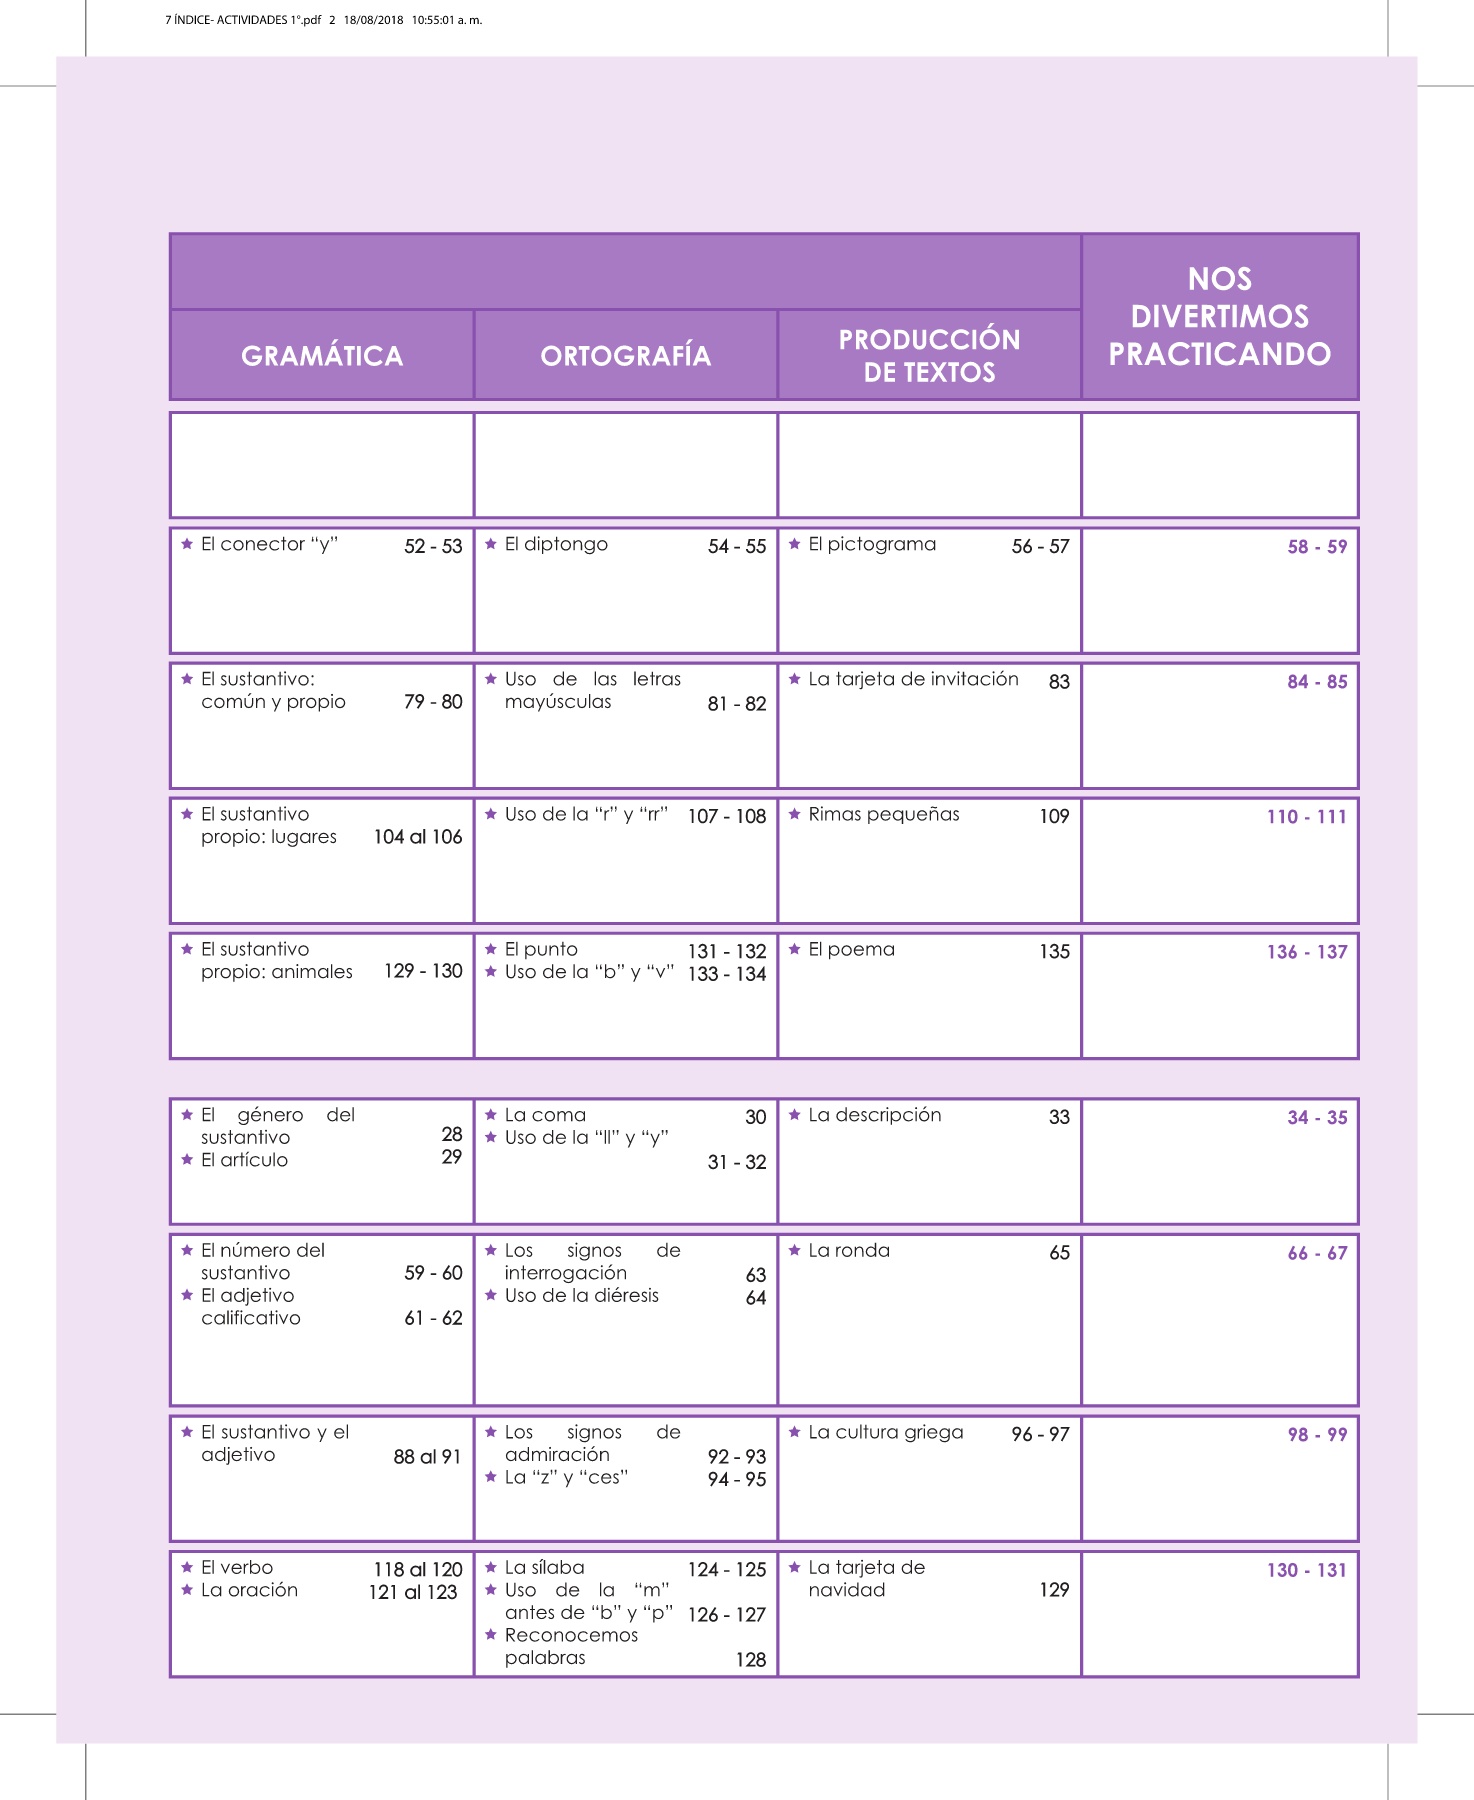 7 ÍNDICE- ACTIVIDADES 1°.pdf 2 18/08/2018 10:55:01 a. m.
NOS
DIVERTIMOS
PRACTICANDO
GRAMÁTICA
ORTOGRAFÍA
PRODUCCIÓN
DE TEXTOS
★ El conector “y” 52 - 53
★ El diptongo 54 - 55
★ El pictograma 56 - 57
58 - 59
★ El sustantivo:
común y propio 79 - 80
★ Uso de las letras
mayúsculas 81 - 82
★ La tarjeta de invitación 83
84 - 85
★ El sustantivo
propio: lugares 104 al 106
★ Uso de la “r” y “rr” 107 - 108
★ Rimas pequeñas 109
110 - 111
★ El sustantivo
propio: animales 129 - 130
★ El punto 131 - 132
★ Uso de la “b” y “v” 133 - 134
★ El poema 135
136 - 137
★ El género del
sustantivo 28
★ El artículo 29
★ La coma 30
★ Uso de la “ll” y “y”
31 - 32
★ La descripción 33
34 - 35
★ El número del
sustantivo 59 - 60
★ El adjetivo
calificativo 61 - 62
★ Los signos de
interrogación 63
★ Uso de la diéresis 64
★ La ronda 65
66 - 67
★ El sustantivo y el
adjetivo 88 al 91
★ Los signos de
admiración 92 - 93
★ La “z” y “ces” 94 - 95
★ La cultura griega 96 - 97
98 - 99
★ El verbo 118 al 120
★ La oración 121 al 123
★ La sílaba 124 - 125
★ Uso de la “m”
antes de “b” y “p” 126 - 127
★ Reconocemos
palabras 128
★ La tarjeta de
navidad 129
130 - 131